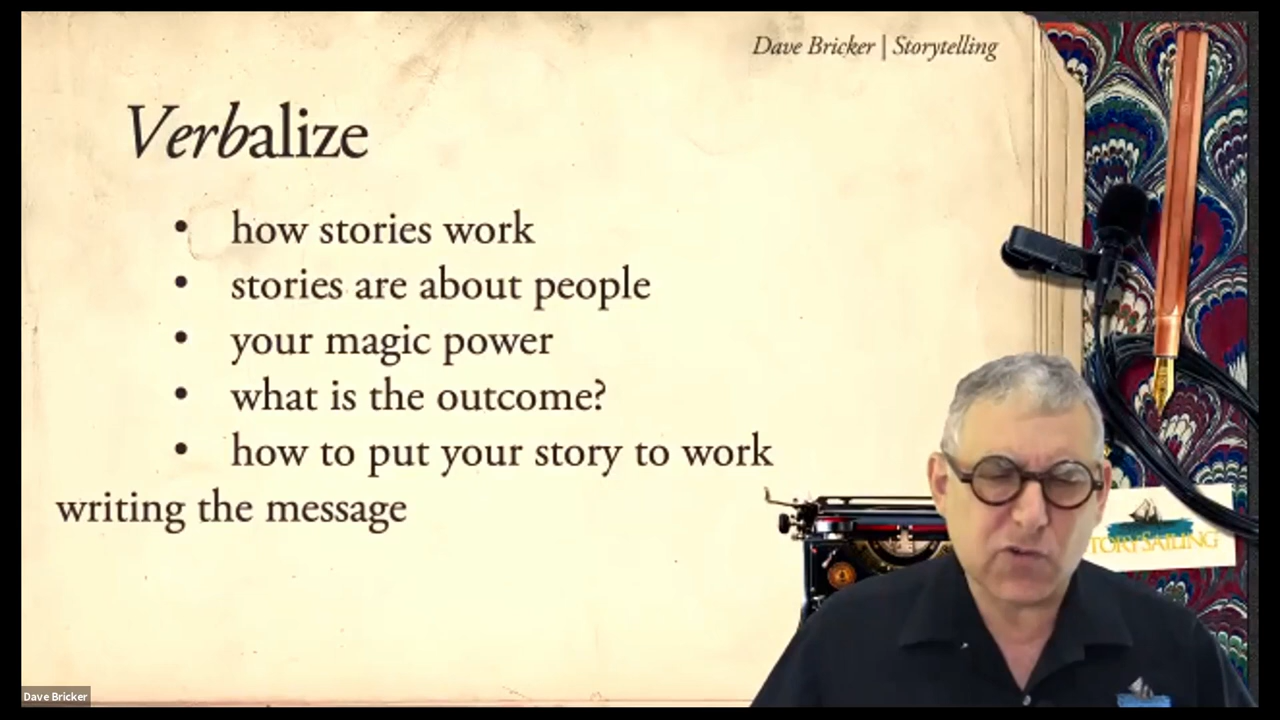 Dave Bricker | Storytelling
Verbalize
• how stories work
• stories are about people
• your magic power
• what is the outcome?
• how to put your story to work
writing the message
TORYSAILING
Dave Bricker